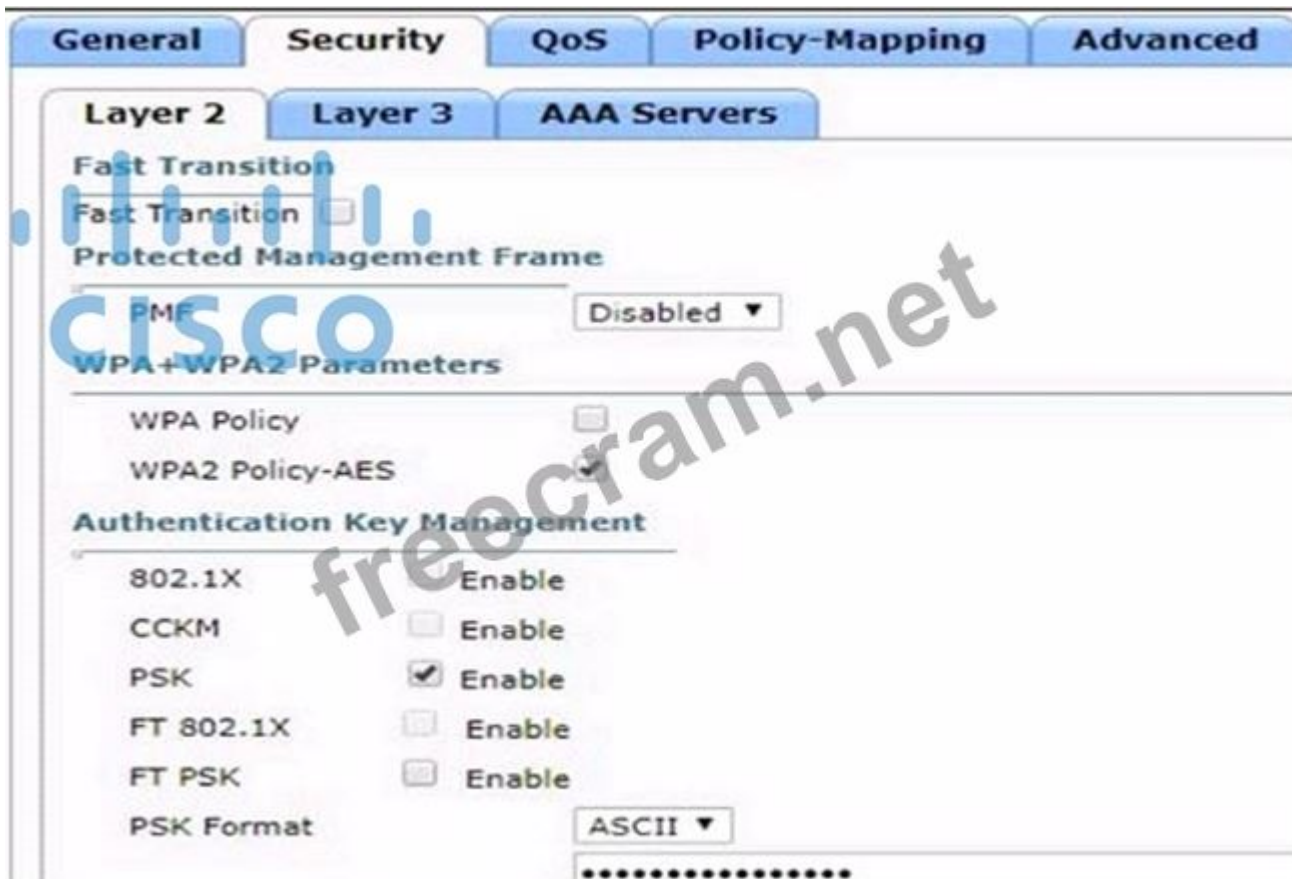 General Security QoS Policy-Mapping Advanced
Layer 2 Layer 3 AAA Servers
Fast Transition
Fast Transition
Protected Management Frame
PMF Disabled
CISCO
WPA+WPA2 Parameters
WPA Policy
WPA2 Policy-AES
freecram.net
Authentication Key Management
802.1X Enable
CCKM Enable
PSK Enable
FT 802.1X Enable
FT PSK Enable
PSK Format ASCII